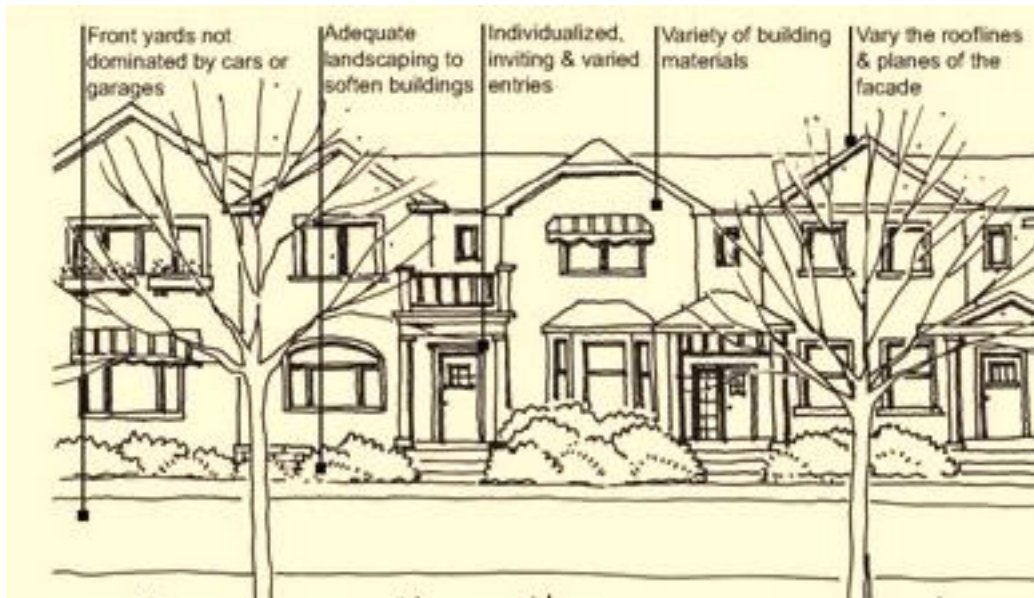 Front yards not
dominated by cars or
garages
Adequate
landscaping to
soften buildings
Individualized,
inviting & varied
entries
Variety of building
materials
Vary the rooflines
& planes of the
facade